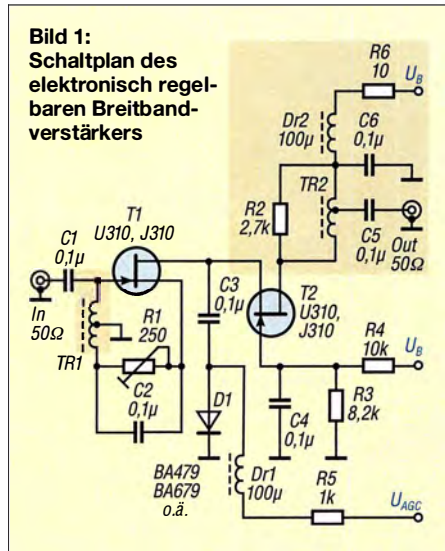 Bild 1:
Schaltplan des
elektronisch regel-
baren Breitband-
verstärkers
R6
10
U_B
Dr2
100µ
C6
0,1µ
TR2
R2
2,7k
C5
0,1µ
Out
50Ω
T1
U310, J310
C1
0,1µ
In
50Ω
R1
250
TR1
C2
0,1µ
C3
0,1µ
T2
U310,
J310
R4
10k
U_B
D1
C4
0,1µ
R3
8,2k
BA479
BA679
o.ä.
Dr1
100µ
R5
1k
U_AGC